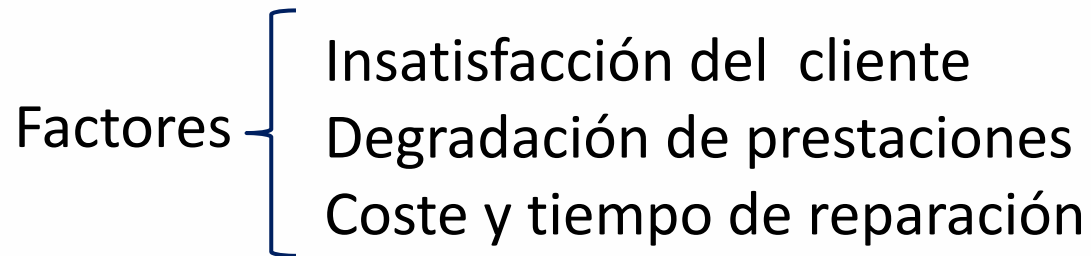 Factores
Insatisfacción del cliente
Degradación de prestaciones
Coste y tiempo de reparación